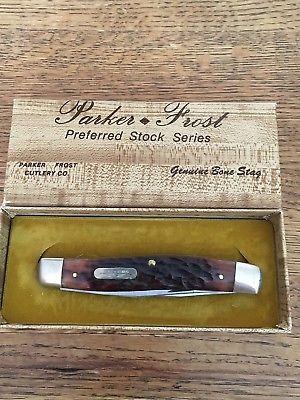 Parker ♦ Frost
Preferred Stock Series
PARKER FROST
CUTLERY CO.
Genuine Bone Stag